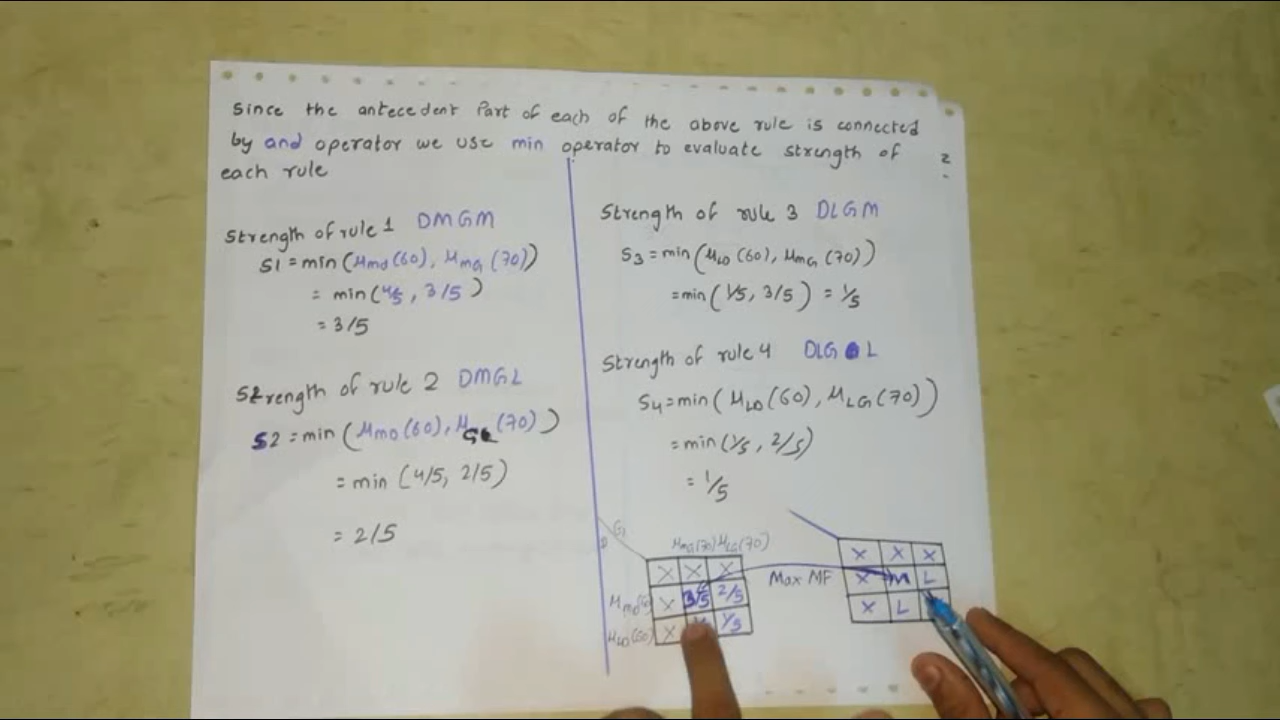 Since the antecedent Part of each of the above rule is connected
by and operator we use min operator to evaluate strength of
each rule
2
Strength of rule 1 DMGM
S1 = min(μMD(60), μMG(70))
= min(4/5, 3/5)
= 3/5
Strength of rule 2 DMGL
S2 = min(μMD(60), μ (70))
= min (4/5, 2/5)
= 2/5
Strength of rule 3 DLGM
S3 = min(μLD(60), μMG(70))
= min(1/5, 3/5) = 1/5
Strength of rule 4 DLG L
S4 = min(μLD(60), μLG(70))
= min(1/5, 2/5)
= 1/5
G
D
μMG(70) μLG(70)
X X X
μMD(60) X 3/5 2/5
μLD(60) X
Max MF
X X X
X M L
X L